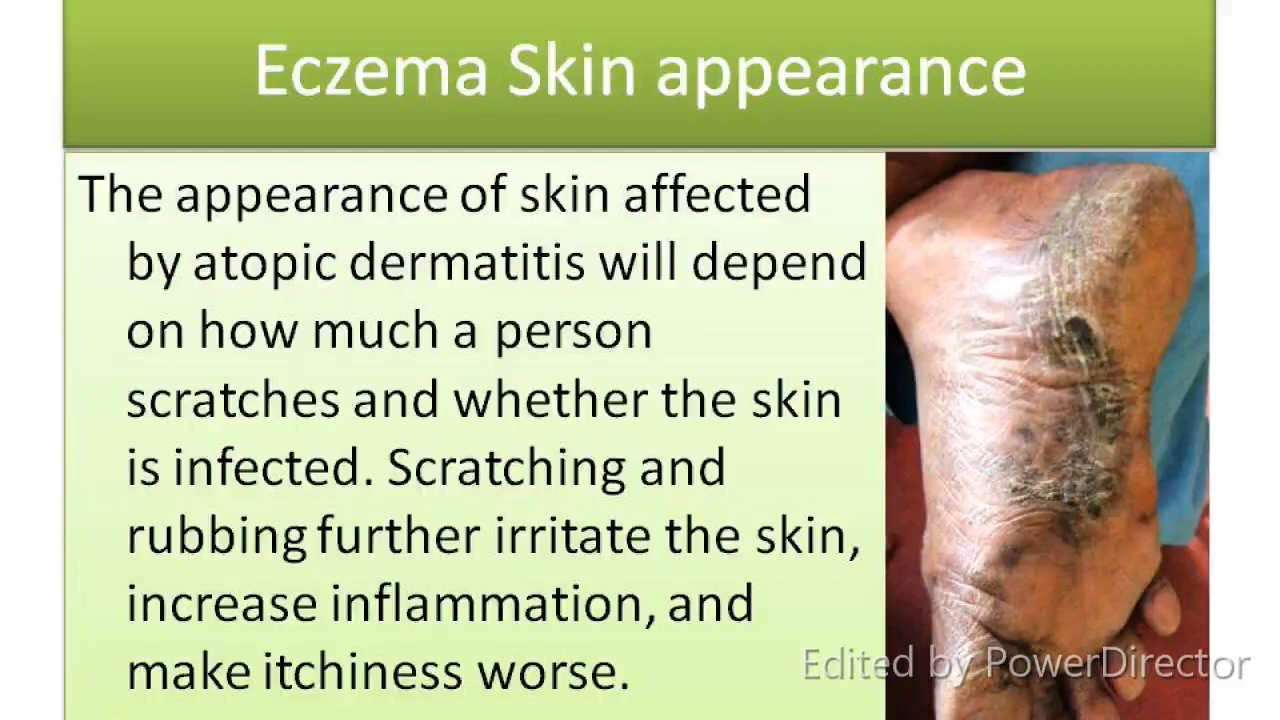 Eczema Skin appearance
The appearance of skin affected
by atopic dermatitis will depend
on how much a person
scratches and whether the skin
is infected. Scratching and
rubbing further irritate the skin,
increase inflammation, and
make itchiness worse.
Edited by PowerDirector